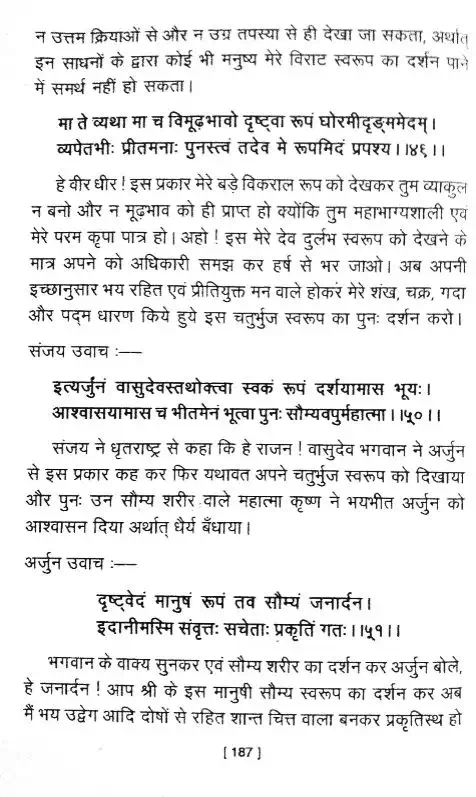 न उत्तम क्रियाओं से और न उग्र तपस्या से ही देखा जा सकता, अर्थात्
इन साधनों के द्वारा कोई भी मनुष्य मेरे विराट स्वरूप का दर्शन पाने
में समर्थ नहीं हो सकता।
मा ते व्यथा मा च विमूढभावो दृष्ट्वा रूपं घोरमीदृङ्ममेदम्।
व्यपेतभीः प्रीतमनाः पुनस्त्वं तदेव मे रूपमिदं प्रपश्य ।।४६।।
हे वीर धीर ! इस प्रकार मेरे बड़े विकराल रूप को देखकर तुम व्याकुल
न बनो और न मूढ़भाव को ही प्राप्त हो क्योंकि तुम महाभाग्यशाली एवं
मेरे परम कृपा पात्र हो। अहो ! इस मेरे देव दुर्लभ स्वरूप को देखने के
मात्र अपने को अधिकारी समझ कर हर्ष से भर जाओ। अब अपनी
इच्छानुसार भय रहित एवं प्रीतियुक्त मन वाले होकर मेरे शंख, चक्र, गदा
और पद्म धारण किये हुये इस चतुर्भुज स्वरूप का पुनः दर्शन करो।
संजय उवाच :——
इत्यर्जुनं वासुदेवस्तथोक्त्वा स्वकं रूपं दर्शयामास भूयः।
आश्वासयामास च भीतमेनं भूत्वा पुनः सौम्यवपुर्महात्मा ।।५०।।
संजय ने धृतराष्ट्र से कहा कि हे राजन ! वासुदेव भगवान ने अर्जुन
से इस प्रकार कह कर फिर यथावत अपने चतुर्भुज स्वरूप को दिखाया
और पुनः उन सौम्य शरीर वाले महात्मा कृष्ण ने भयभीत अर्जुन को
आश्वासन दिया अर्थात् धैर्य बँधाया।
अर्जुन उवाच :——
दृष्ट्वेदं मानुषं रूपं तव सौम्यं जनार्दन।
इदानीमस्मि संवृत्तः सचेताः प्रकृतिं गतः।।५१।।
भगवान के वाक्य सुनकर एवं सौम्य शरीर का दर्शन कर अर्जुन बोले,
हे जनार्दन ! आप श्री के इस मानुषी सौम्य स्वरूप का दर्शन कर अब
मैं भय उद्वेग आदि दोषों से रहित शान्त चित्त वाला बनकर प्रकृतिस्थ हो
[ 187 ]